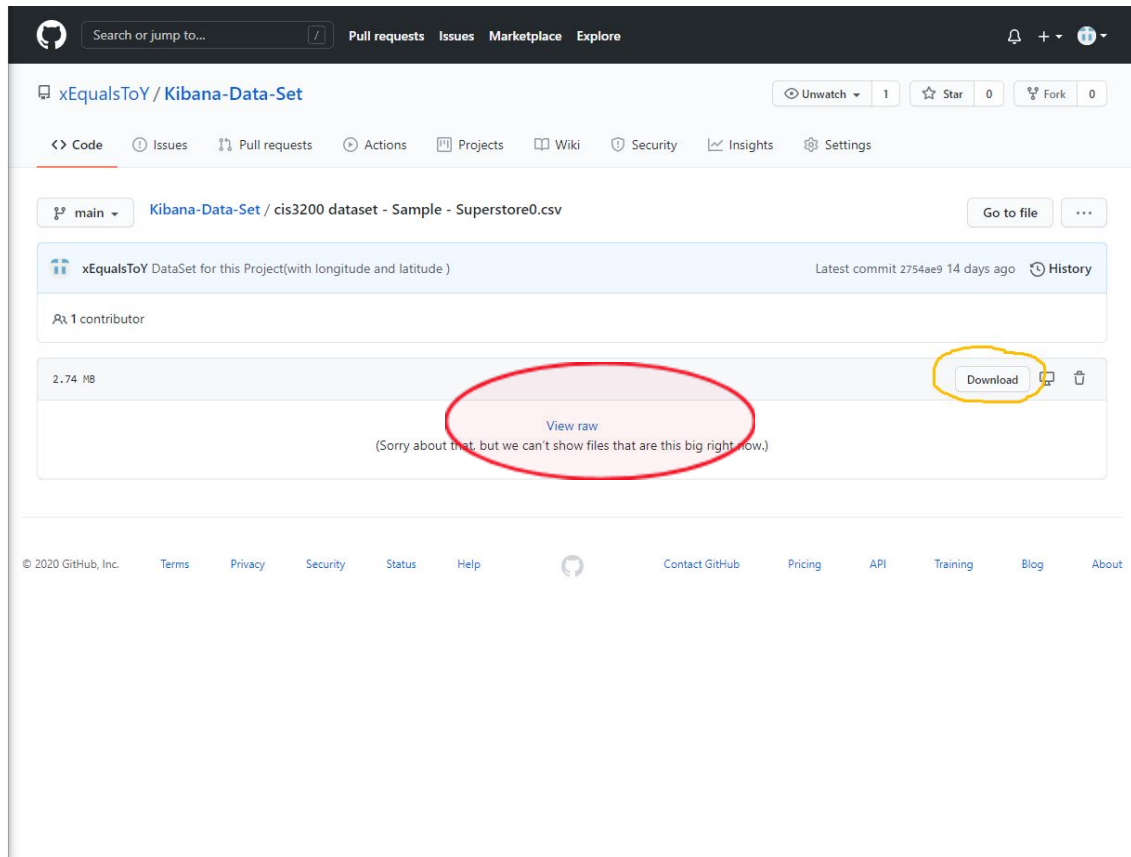 Search or jump to... / Pull requests Issues Marketplace Explore
xEqualsToY / Kibana-Data-Set Unwatch 1 Star 0 Fork 0
Code Issues Pull requests Actions Projects Wiki Security Insights Settings
main Kibana-Data-Set / cis3200 dataset - Sample - Superstore0.csv Go to file ...
xEqualsToY DataSet for this Project(with longitude and latitude ) Latest commit 2754ae9 14 days ago History
1 contributor
2.74 MB Download
View raw
(Sorry about that, but we can't show files that are this big right now.)
© 2020 GitHub, Inc. Terms Privacy Security Status Help Contact GitHub Pricing API Training Blog About